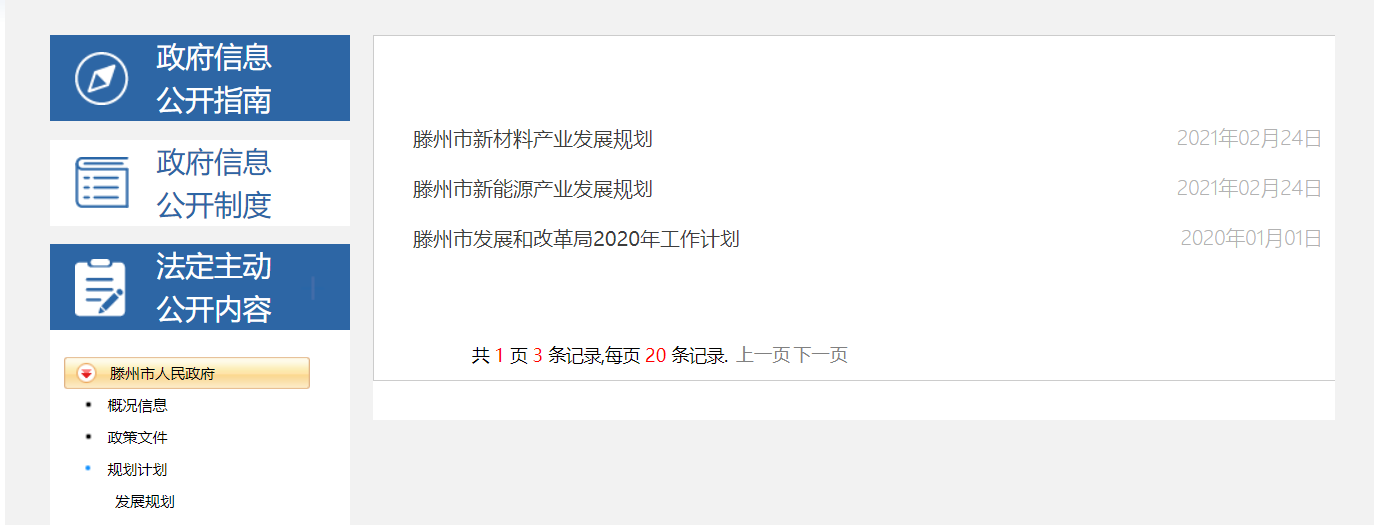 政府信息
公开指南
政府信息
公开制度
法定主动
公开内容
滕州市人民政府
概况信息
政策文件
规划计划
发展规划
滕州市新材料产业发展规划 2021年02月24日
滕州市新能源产业发展规划 2021年02月24日
滕州市发展和改革局2020年工作计划 2020年01月01日
共 1 页 3 条记录,每页 20 条记录. 上一页 下一页